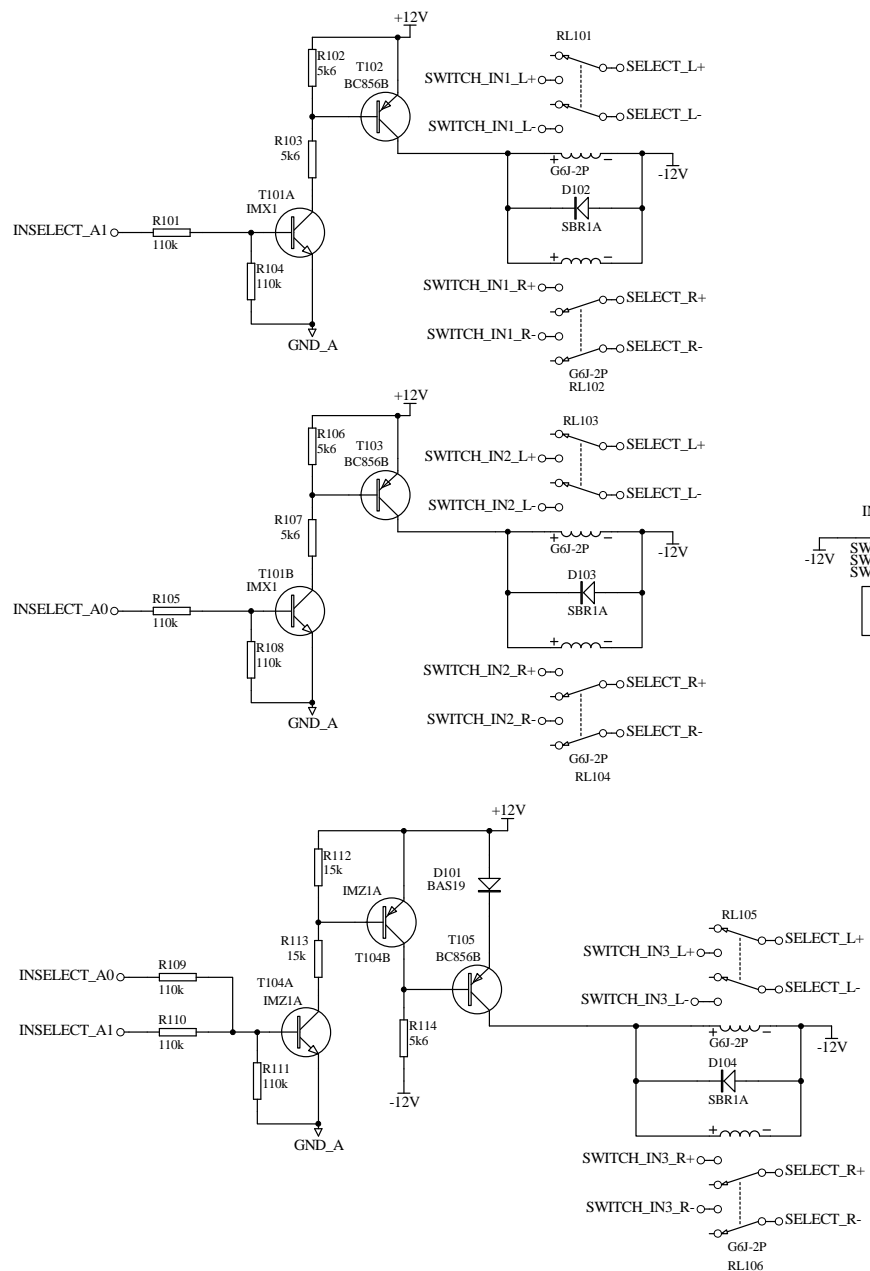 +12V
RL101
R102
5k6
T102
BC856B
SWITCH_IN1_L+
SELECT_L+
SWITCH_IN1_L-
SELECT_L-
R103
5k6
+ −
-12V
G6J-2P
T101A
IMX1
D102
SBR1A
INSELECT_A1
R101
110k
R104
110k
+ −
GND_A
SWITCH_IN1_R+
SELECT_R+
SWITCH_IN1_R-
SELECT_R-
G6J-2P
RL102
+12V
RL103
R106
5k6
T103
BC856B
SWITCH_IN2_L+
SELECT_L+
SWITCH_IN2_L-
SELECT_L-
R107
5k6
+ −
-12V
G6J-2P
T101B
IMX1
D103
SBR1A
INSELECT_A0
R105
110k
R108
110k
+ −
GND_A
SWITCH_IN2_R+
SELECT_R+
SWITCH_IN2_R-
SELECT_R-
G6J-2P
RL104
-12V
SW
SW
SW
+12V
R112
15k
D101
BAS19
IMZ1A
T104B
R113
15k
T105
BC856B
RL105
SWITCH_IN3_L+
SELECT_L+
SWITCH_IN3_L-
SELECT_L-
INSELECT_A0
R109
110k
T104A
IMZ1A
INSELECT_A1
R110
110k
R111
110k
R114
5k6
-12V
GND_A
+ −
-12V
G6J-2P
D104
SBR1A
+ −
SWITCH_IN3_R+
SELECT_R+
SWITCH_IN3_R-
SELECT_R-
G6J-2P
RL106